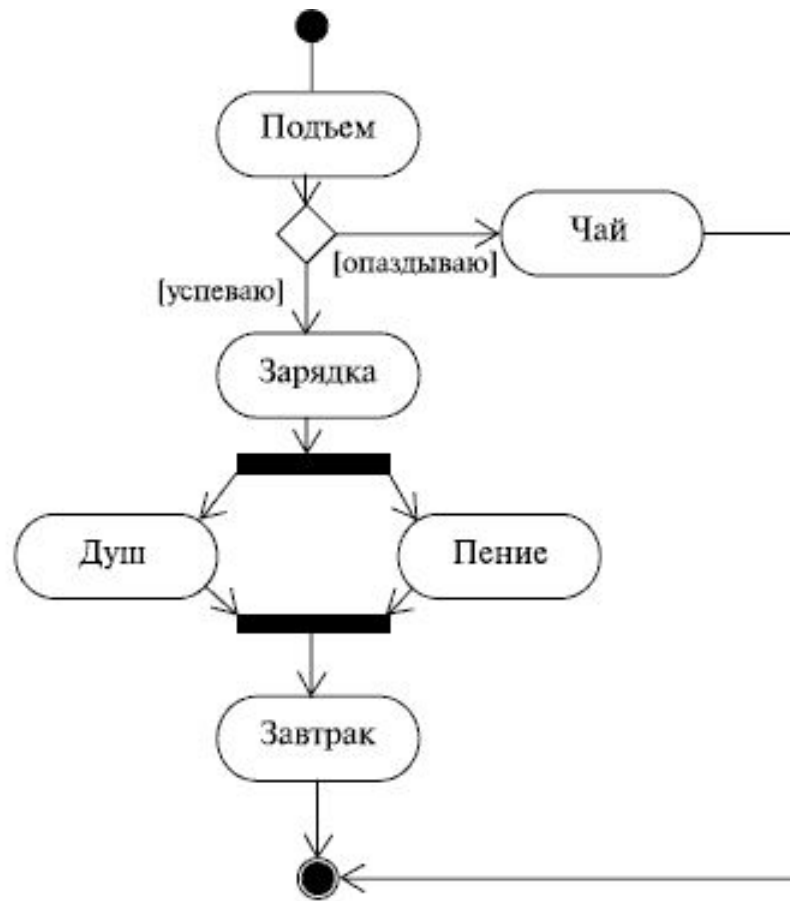 Подъем
Чай
[опаздываю]
[успеваю]
Зарядка
Душ
Пение
Завтрак